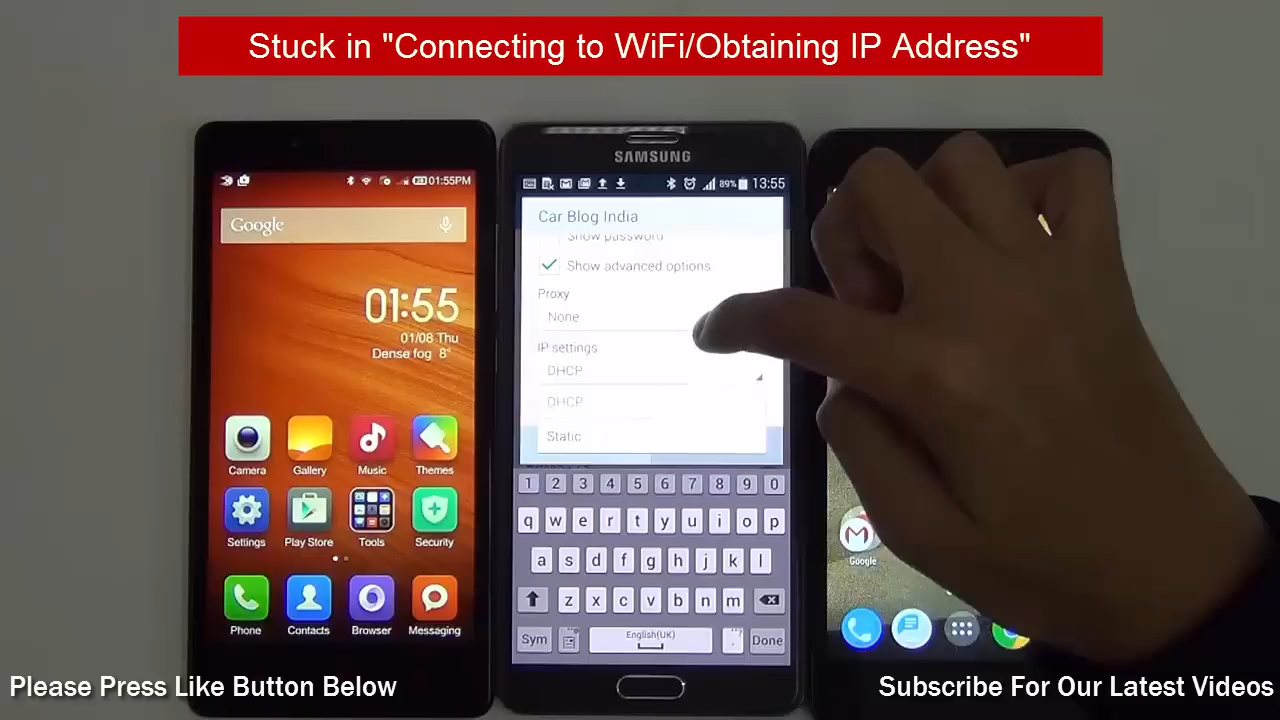 Stuck in "Connecting to WiFi/Obtaining IP Address"
01:55PM
Google
01:55
01/08 Thu
Dense fog 8°
Camera Gallery Music Themes
Settings Play Store Tools Security
Phone Contacts Browser Messaging
SAMSUNG
89% 13:55
Car Blog India
Show password
Show advanced options
Proxy
None
IP settings
DHCP
DHCP
Static
1 2 3 4 5 6 7 8 9 0
q w e r t y u i o p
a s d f g h j k l
z x c v b n m
Sym English(UK) Done
Google
Please Press Like Button Below
Subscribe For Our Latest Videos